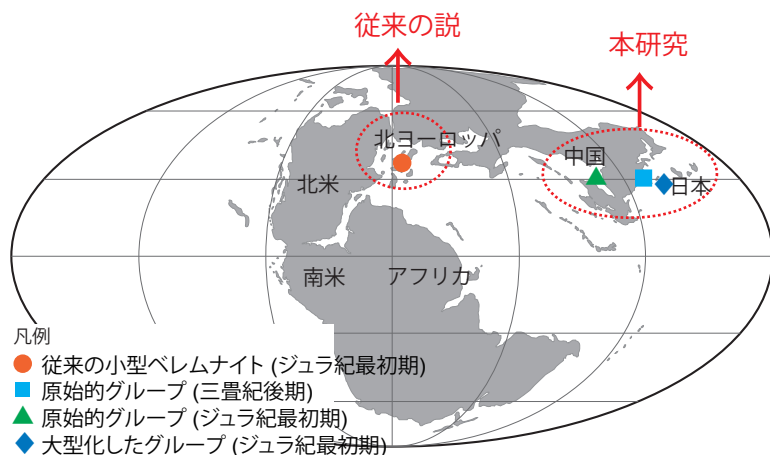 従来の説
本研究
北ヨーロッパ
中国
北米
日本
南米
アフリカ
凡例
従来の小型ベレムナイト (ジュラ紀最初期)
原始的グループ (三畳紀後期)
原始的グループ (ジュラ紀最初期)
大型化したグループ (ジュラ紀最初期)